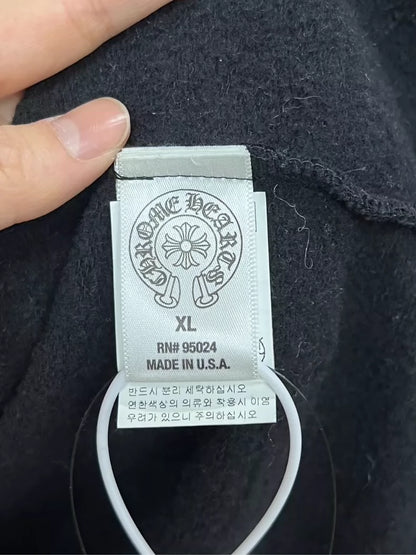 CHROME HEARTS
XL
RN# 95024
MADE IN U.S.A.
반드시 분리 세탁하십시오
연한색상의 의류와 착용시 이염
우려가 있으니 주의하십시오